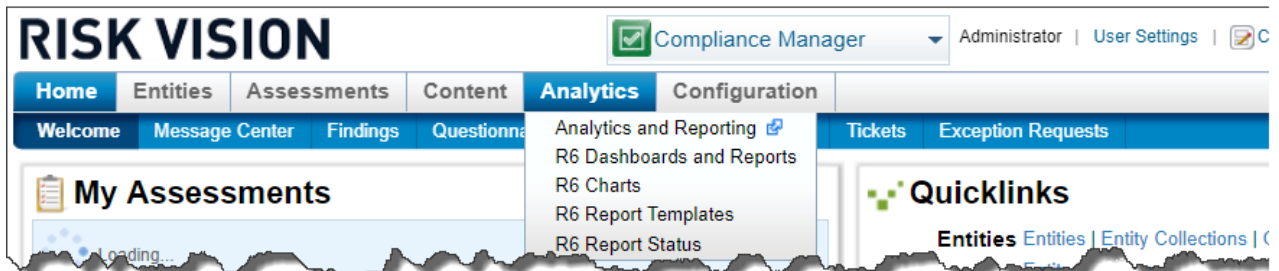 RISK VISION
Compliance Manager
Administrator | User Settings |
Home Entities Assessments Content Analytics Configuration
Welcome Message Center Findings Tickets Exception Requests
Analytics and Reporting
R6 Dashboards and Reports
R6 Charts
R6 Report Templates
R6 Report Status
My Assessments
Loading...
Quicklinks
Entities Entities | Entity Collections |